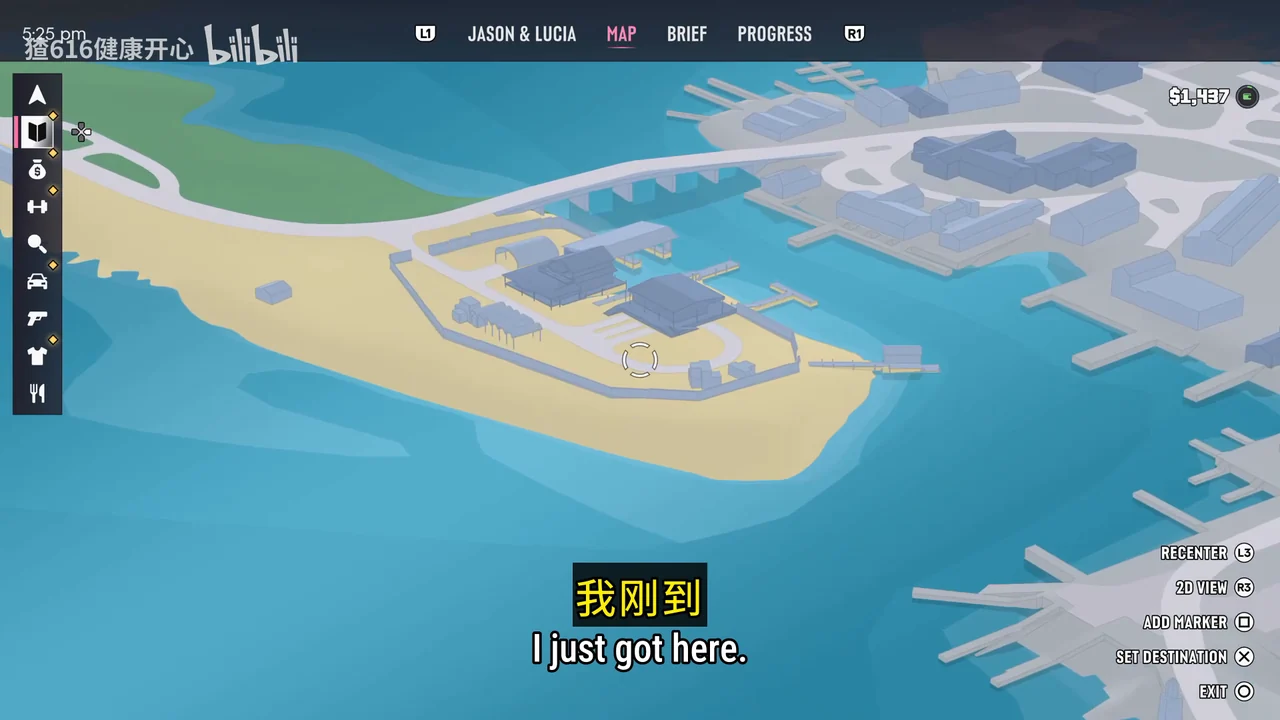 5:25 pm
猹616健康开心 bilibili
L1 JASON & LUCIA MAP BRIEF PROGRESS R1
$1,437
我刚到
I just got here.
RECENTER L3
2D VIEW R3
ADD MARKER
SET DESTINATION
EXIT